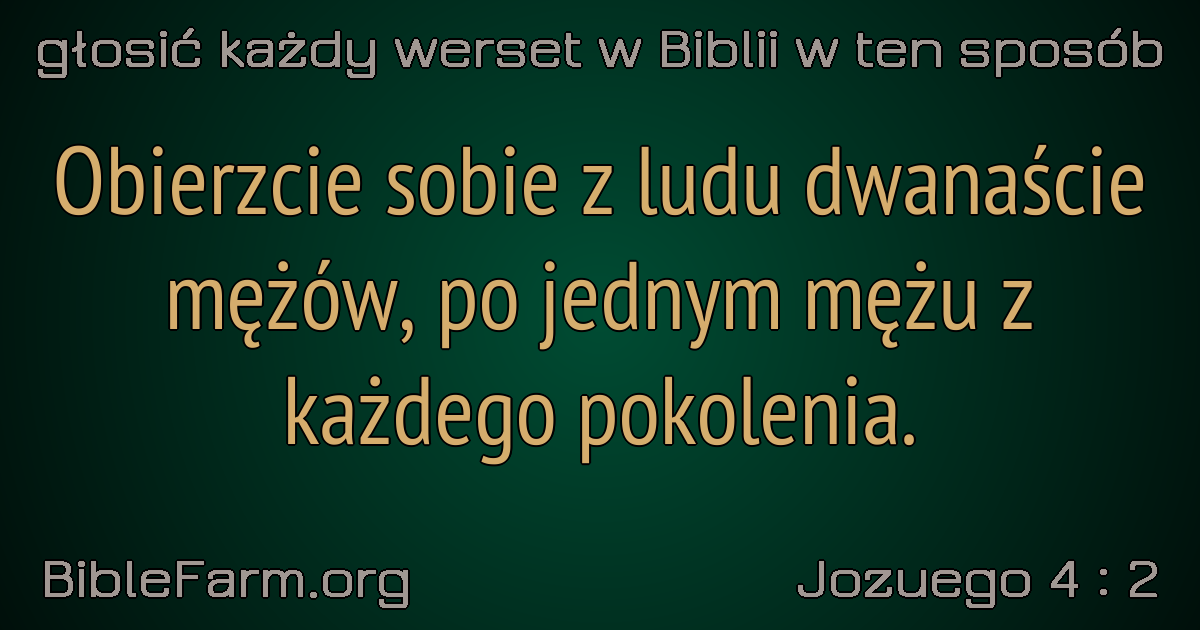 głosić każdy werset w Biblii w ten sposób
Obierzcie sobie z ludu dwanaście
mężów, po jednym mężu z
każdego pokolenia.
BibleFarm.org
Jozuego 4 : 2